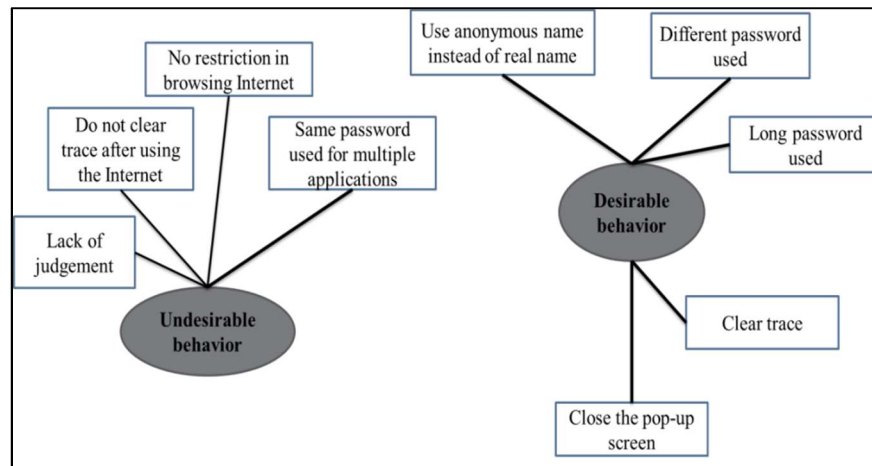 No restriction in
browsing Internet
Do not clear
trace after using
the Internet
Same password
used for multiple
applications
Lack of
judgement
Undesirable
behavior
Use anonymous name
instead of real name
Different password
used
Long password
used
Desirable
behavior
Clear trace
Close the pop-up
screen